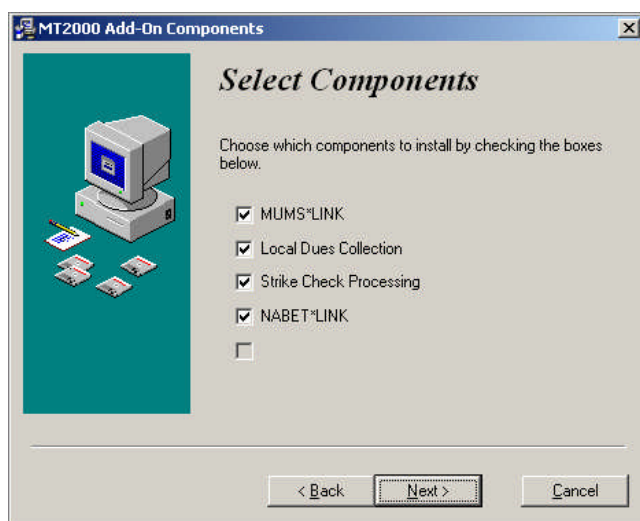 MT2000 Add-On Components
Select Components
Choose which components to install by checking the boxes
below.
MUMS*LINK
Local Dues Collection
Strike Check Processing
NABET*LINK
< Back
Next >
Cancel